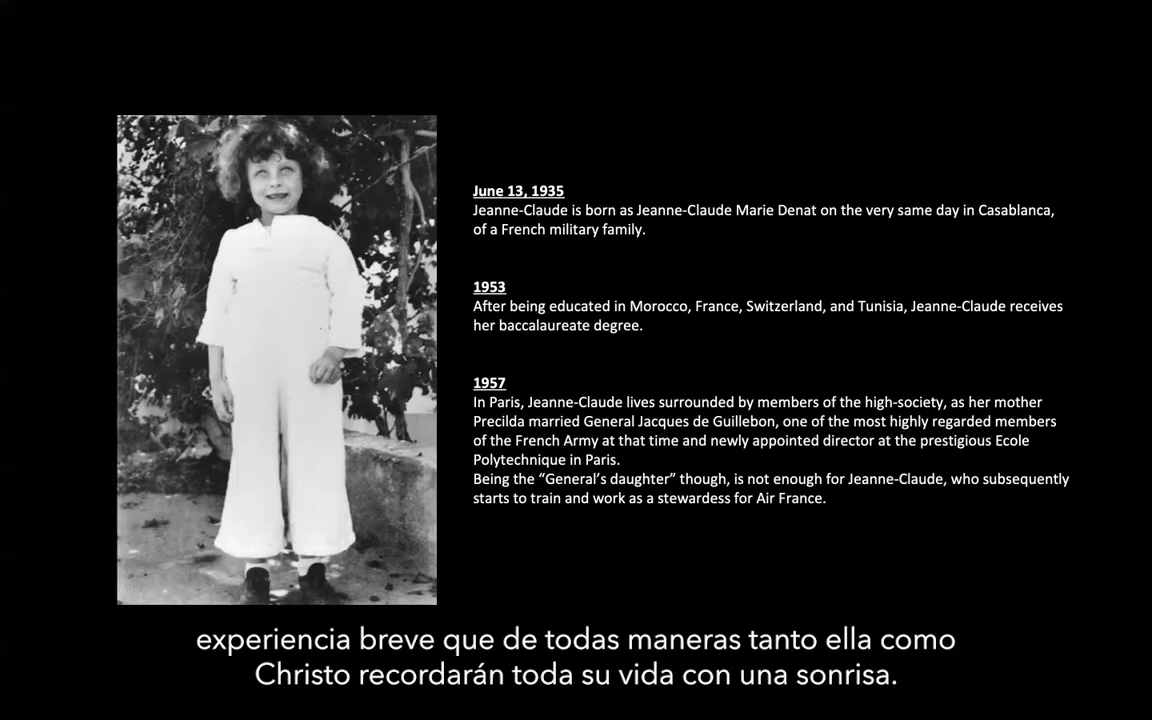 June 13, 1935
Jeanne-Claude is born as Jeanne-Claude Marie Denat on the very same day in Casablanca,
of a French military family.
1953
After being educated in Morocco, France, Switzerland, and Tunisia, Jeanne-Claude receives
her baccalaureate degree.
1957
In Paris, Jeanne-Claude lives surrounded by members of the high-society, as her mother
Precilda married General Jacques de Guillebon, one of the most highly regarded members
of the French Army at that time and newly appointed director at the prestigious Ecole
Polytechnique in Paris.
Being the “General’s daughter” though, is not enough for Jeanne-Claude, who subsequently
starts to train and work as a stewardess for Air France.
experiencia breve que de todas maneras tanto ella como
Christo recordarán toda su vida con una sonrisa.